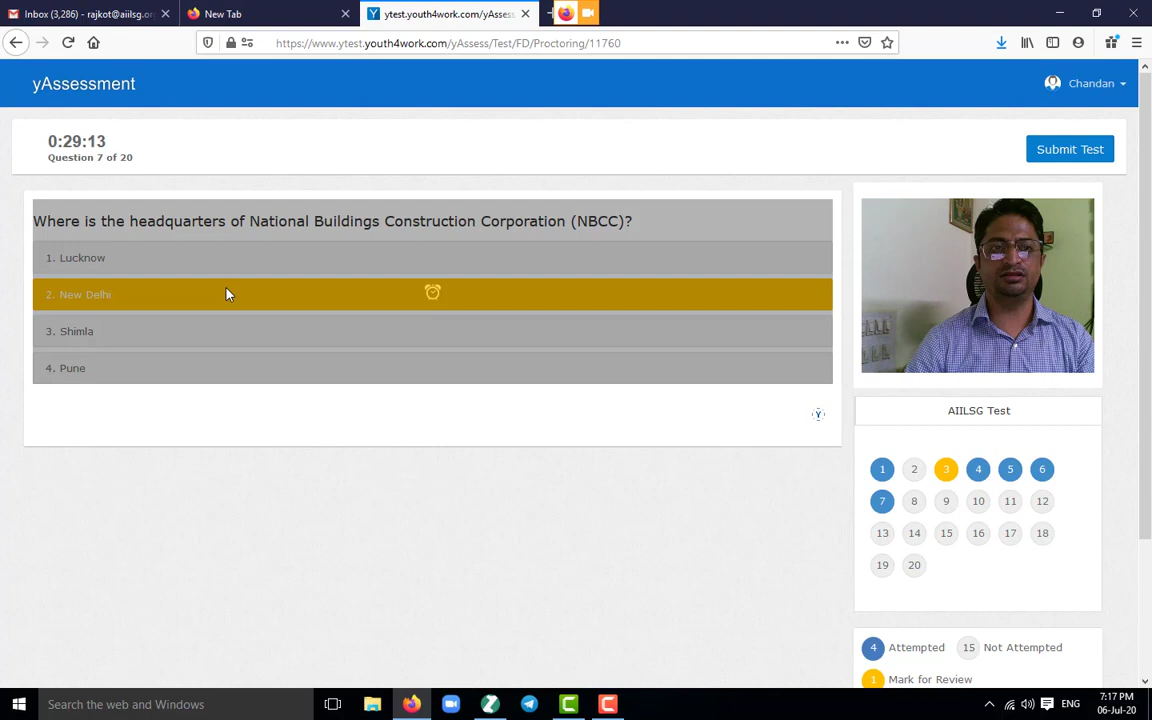 Inbox (3,286) - rajkot@aiilsg.or
New Tab
ytest.youth4work.com/yAssess
https://www.ytest.youth4work.com/yAssess/Test/FD/Proctoring/11760
yAssessment
Chandan
0:29:13
Question 7 of 20
Submit Test
Where is the headquarters of National Buildings Construction Corporation (NBCC)?
1. Lucknow
2. New Delhi
3. Shimla
4. Pune
Y
AIILSG Test
1 2 3 4 5 6
7 8 9 10 11 12
13 14 15 16 17 18
19 20
4 Attempted 15 Not Attempted
1 Mark for Review
Search the web and Windows
ENG
7:17 PM
06-Jul-20